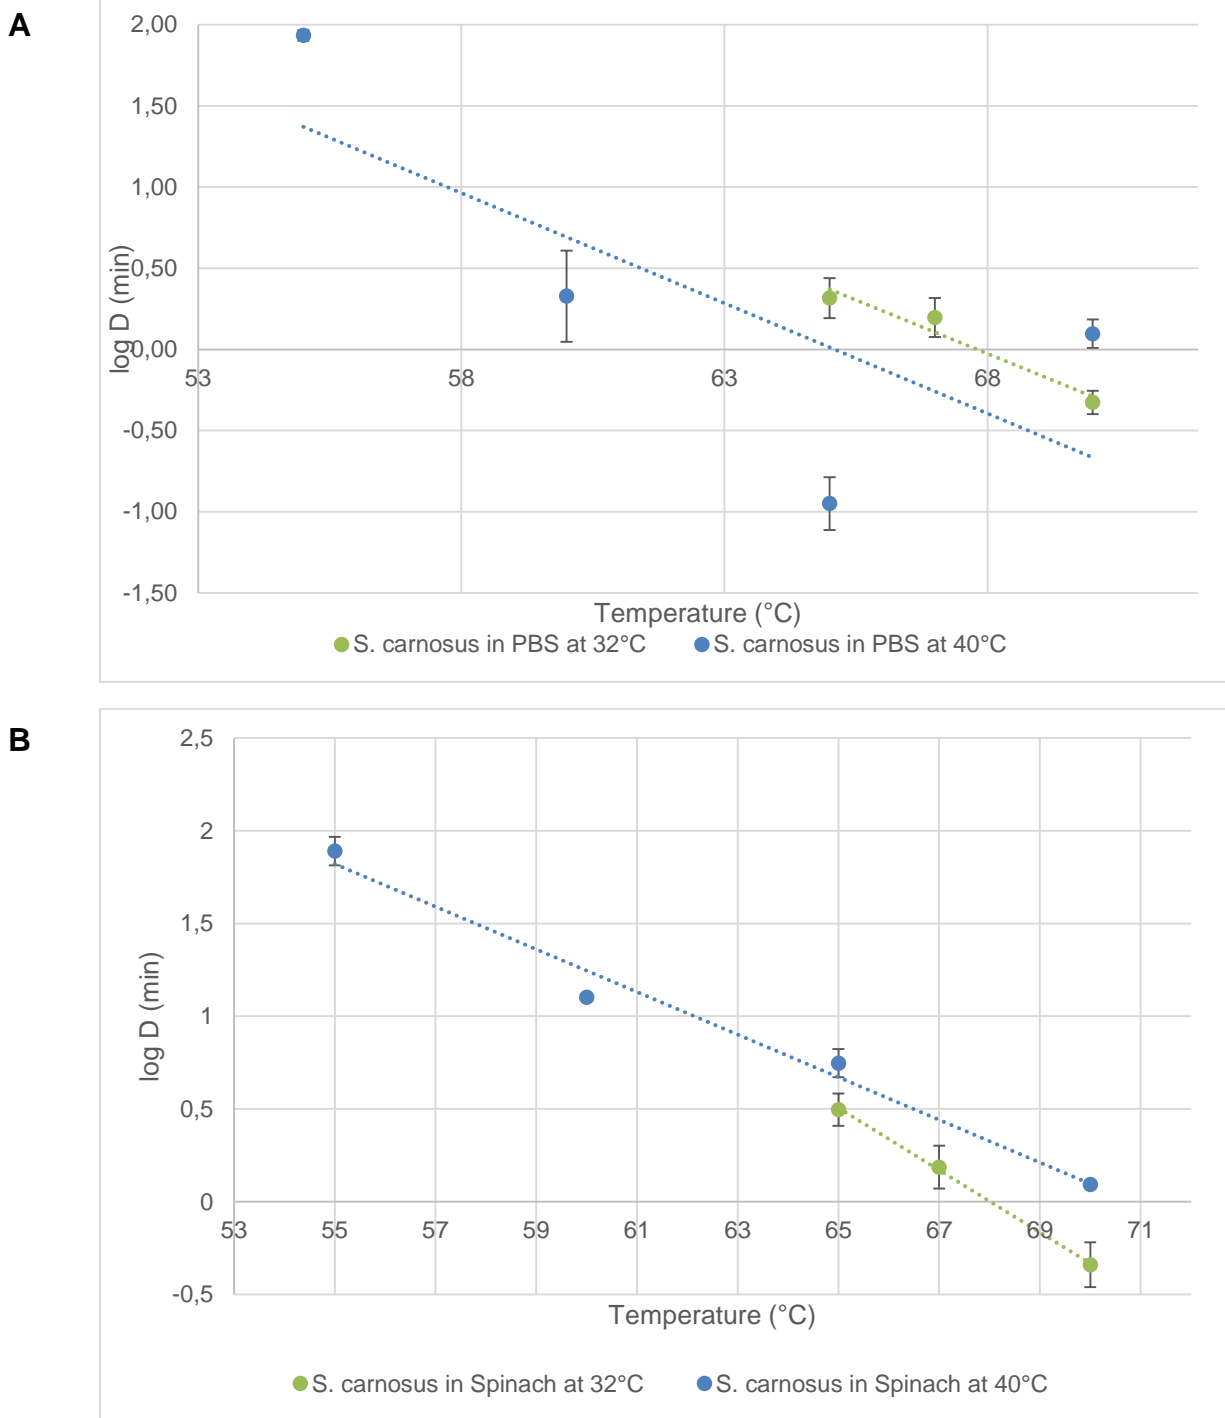 A
2,00
1,50
1,00
0,50
0,00
-0,50
-1,00
-1,50
log D (min)
53 58 63 68
Temperature (°C)
S. carnosus in PBS at 32°C S. carnosus in PBS at 40°C
B
2,5
2
1,5
1
0,5
0
-0,5
log D (min)
53 55 57 59 61 63 65 67 69 71
Temperature (°C)
S. carnosus in Spinach at 32°C S. carnosus in Spinach at 40°C